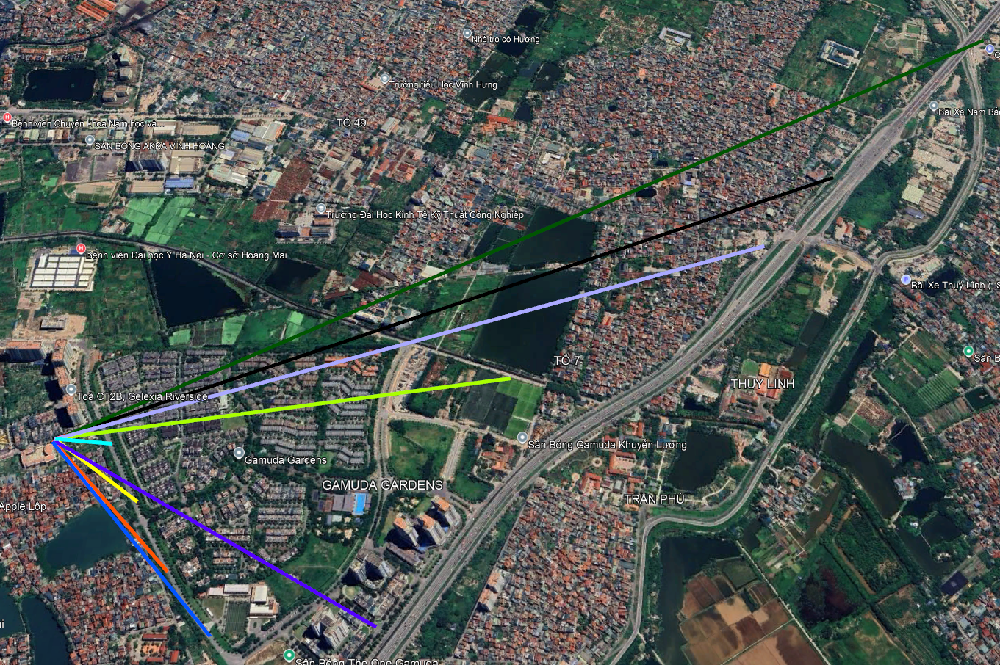 Nhà trọ cô Hương
Trường tiểu Học Vĩnh Hưng
TỔ 49
Bãi Xe Nam Bắc
Bệnh viện Chuyên khoa Nam học và...
SÂN BÓNG AKKA VĨNH HOÀNG
Trường Đại Học Kinh Tế Kỹ Thuật Công Nghiệp
Bệnh viện Đại học Y Hà Nội - Cơ sở Hoàng Mai
Bãi Xe Thuý Lĩnh (
Sân B
TỔ 7
THUÝ LĨNH
Toà CT2B, Gelexia Riverside
Sân Bóng Gamuda Khuyến Lương
Gamuda Gardens
GAMUDA GARDENS
TRẦN PHÚ
Apple Lốp
Sân Bóng The One Gamuda